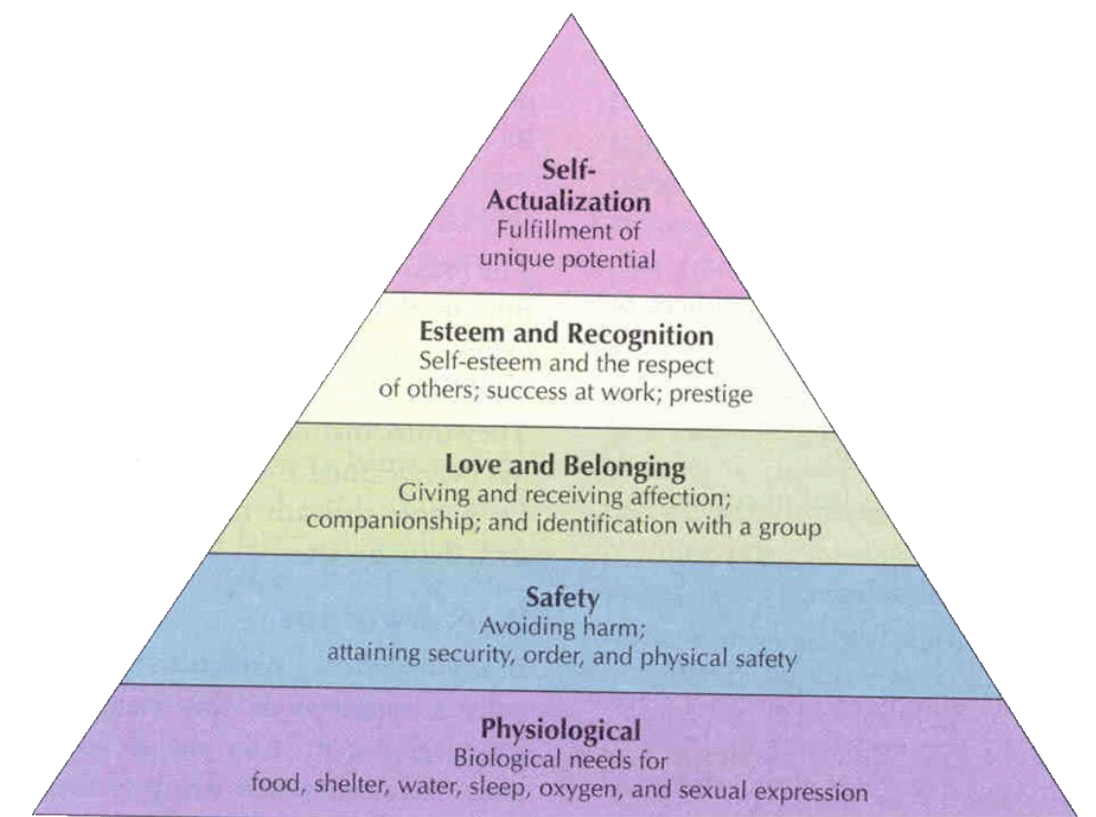 Self-
Actualization
Fulfillment of
unique potential
Esteem and Recognition
Self-esteem and the respect
of others; success at work; prestige
Love and Belonging
Giving and receiving affection;
companionship; and identification with a group
Safety
Avoiding harm;
attaining security, order, and physical safety
Physiological
Biological needs for
food, shelter, water, sleep, oxygen, and sexual expression